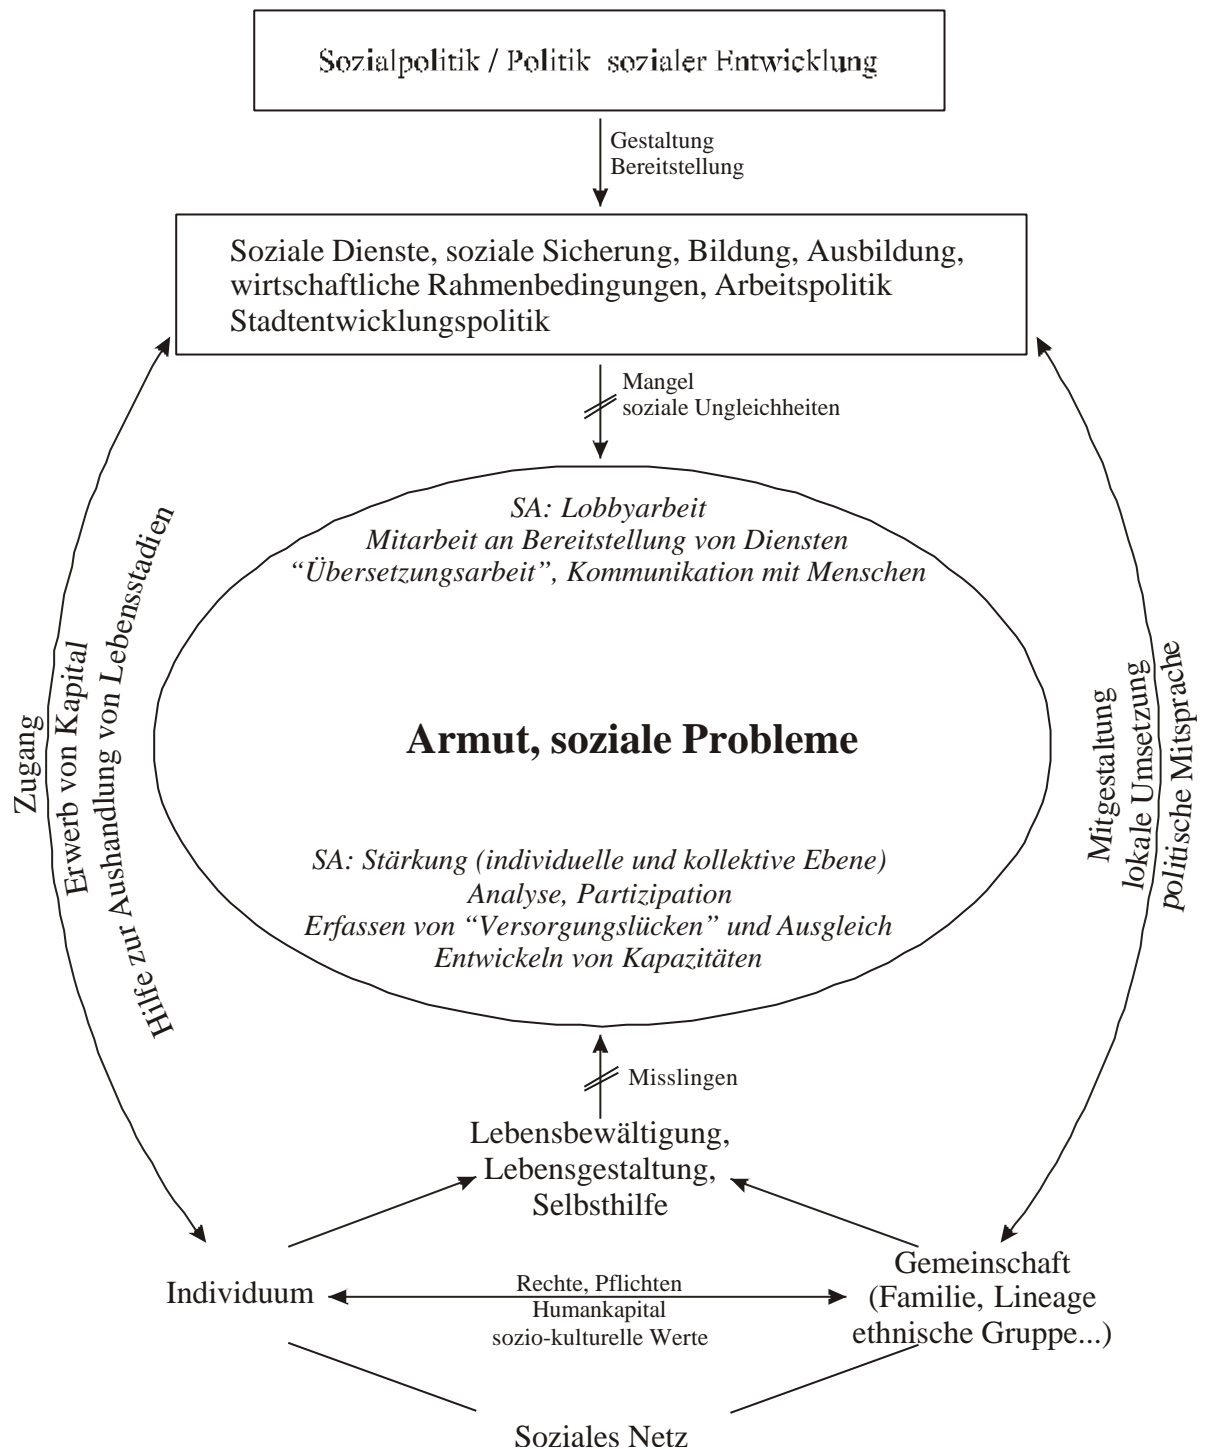 Sozialpolitik / Politik sozialer Entwicklung
Gestaltung
Bereitstellung
Soziale Dienste, soziale Sicherung, Bildung, Ausbildung,
wirtschaftliche Rahmenbedingungen, Arbeitspolitik
Stadtentwicklungspolitik
Mangel
soziale Ungleichheiten
SA: Lobbyarbeit
Mitarbeit an Bereitstellung von Diensten
“Übersetzungsarbeit”, Kommunikation mit Menschen
Zugang
Erwerb von Kapital
Hilfe zur Aushandlung von Lebensstadien
Armut, soziale Probleme
Mitgestaltung
lokale Umsetzung
politische Mitsprache
SA: Stärkung (individuelle und kollektive Ebene)
Analyse, Partizipation
Erfassen von “Versorgungslücken” und Ausgleich
Entwickeln von Kapazitäten
Misslingen
Lebensbewältigung,
Lebensgestaltung,
Selbsthilfe
Individuum
Rechte, Pflichten
Humankapital
sozio-kulturelle Werte
Gemeinschaft
(Familie, Lineage
ethnische Gruppe...)
Soziales Netz